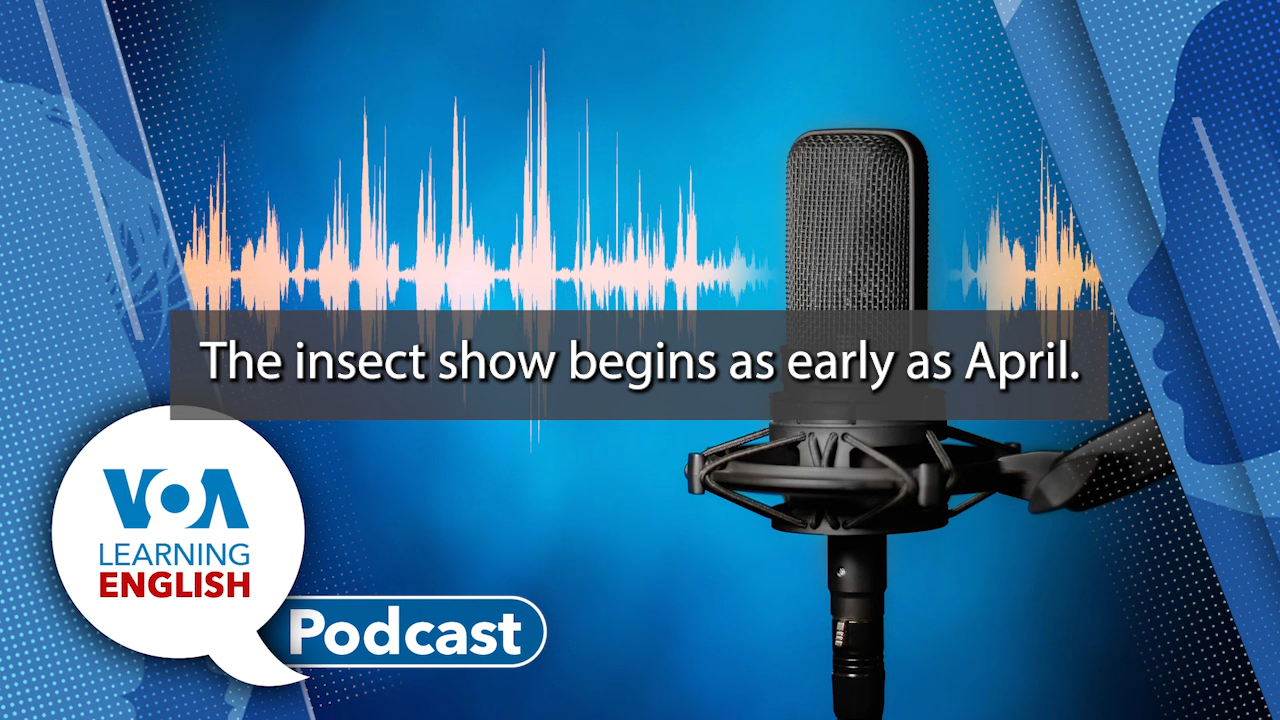 The insect show begins as early as April.
VOA
LEARNING
ENGLISH
Podcast